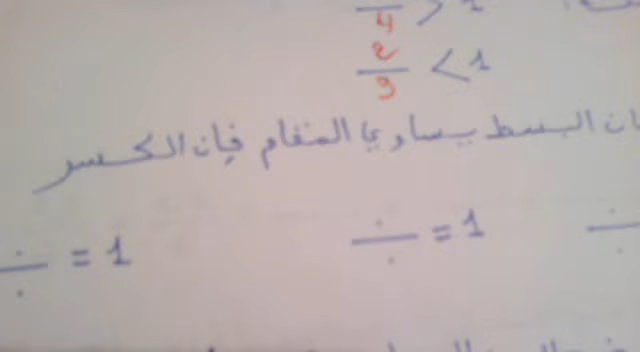 4 > 1
2/3 < 1
ان البسط يساوي المقام فإن الكسر
÷ = 1 ÷ = 1 ÷